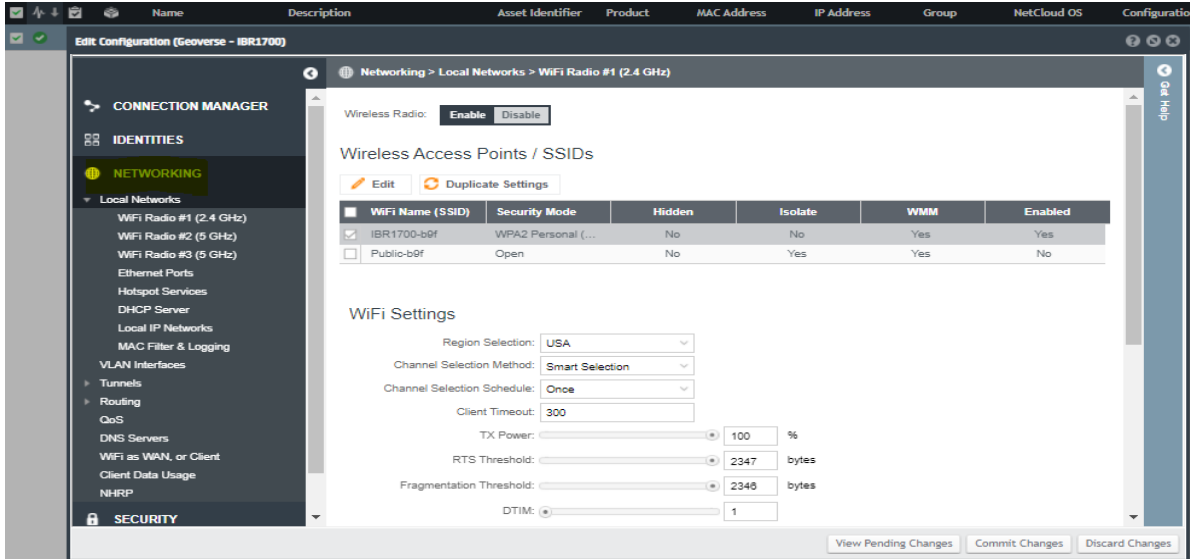 Name Description Asset Identifier Product MAC Address IP Address Group NetCloud OS Configuratio
Edit Configuration (Geoverse - IBR1700)
Networking > Local Networks > WiFi Radio #1 (2.4 GHz)
Get Help
CONNECTION MANAGER
IDENTITIES
NETWORKING
Local Networks
WiFi Radio #1 (2.4 GHz)
WiFi Radio #2 (5 GHz)
WiFi Radio #3 (5 GHz)
Ethernet Ports
Hotspot Services
DHCP Server
Local IP Networks
MAC Filter & Logging
VLAN Interfaces
Tunnels
Routing
QoS
DNS Servers
WiFi as WAN, or Client
Client Data Usage
NHRP
SECURITY
Wireless Radio: Enable Disable
Wireless Access Points / SSIDs
Edit Duplicate Settings
WiFi Name (SSID) Security Mode Hidden Isolate WMM Enabled
IBR1700-b9f WPA2 Personal (... No No Yes Yes
Public-b9f Open No Yes Yes No
WiFi Settings
Region Selection: USA
Channel Selection Method: Smart Selection
Channel Selection Schedule: Once
Client Timeout: 300
TX Power: 100 %
RTS Threshold: 2347 bytes
Fragmentation Threshold: 2346 bytes
DTIM: 1
View Pending Changes Commit Changes Discard Changes